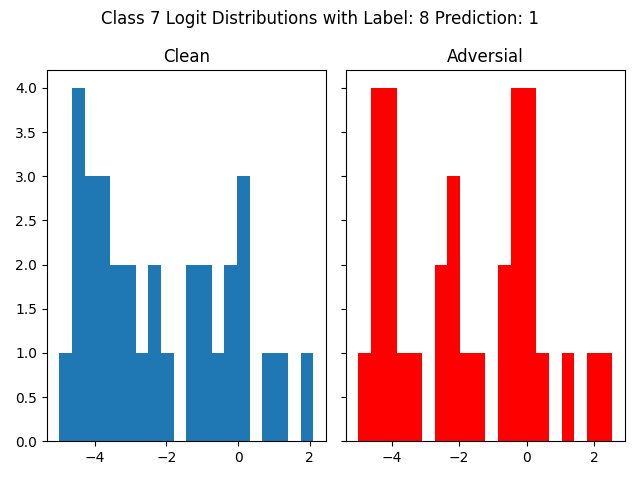 Class 7 Logit Distributions with Label: 8 Prediction: 1
Clean
Adversial
4.0
3.5
3.0
2.5
2.0
1.5
1.0
0.5
0.0
−4 −2 0 2
−4 −2 0 2